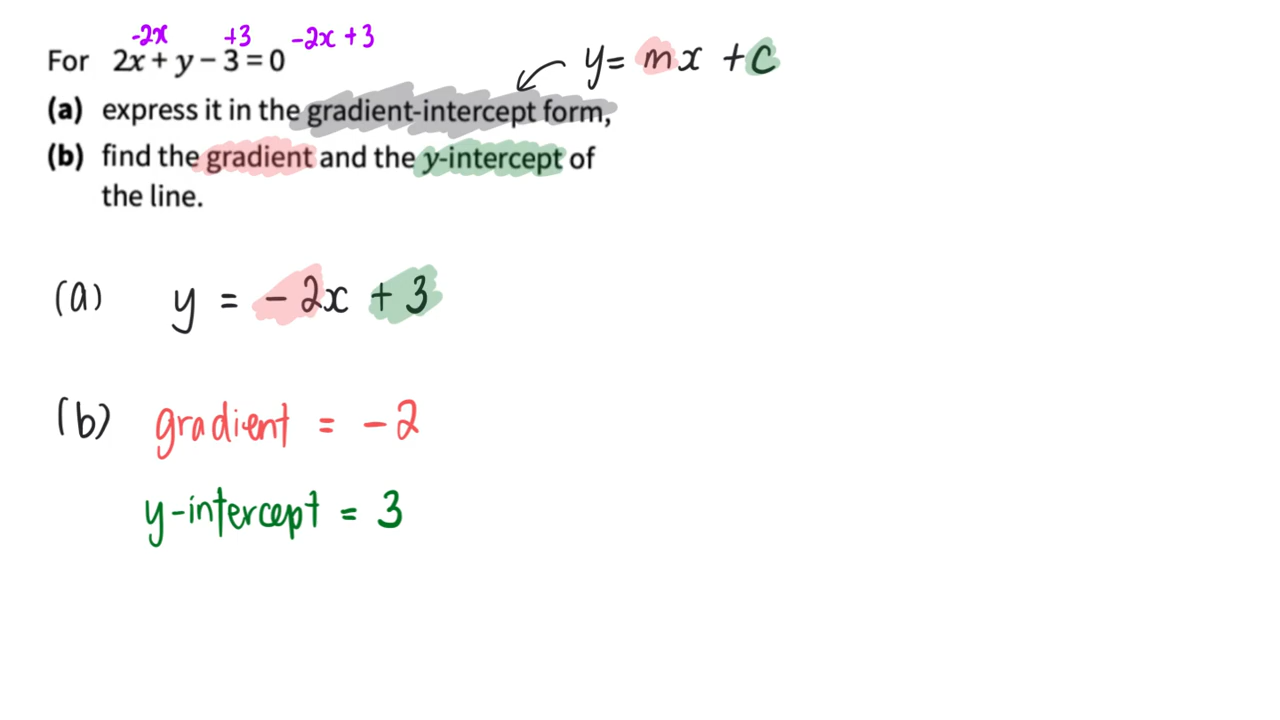 -2x +3 -2x +3
For 2x + y − 3 = 0
y = mx + c
(a) express it in the gradient-intercept form,
(b) find the gradient and the y-intercept of
the line.
(a) y = -2x + 3
(b) gradient = -2
y-intercept = 3